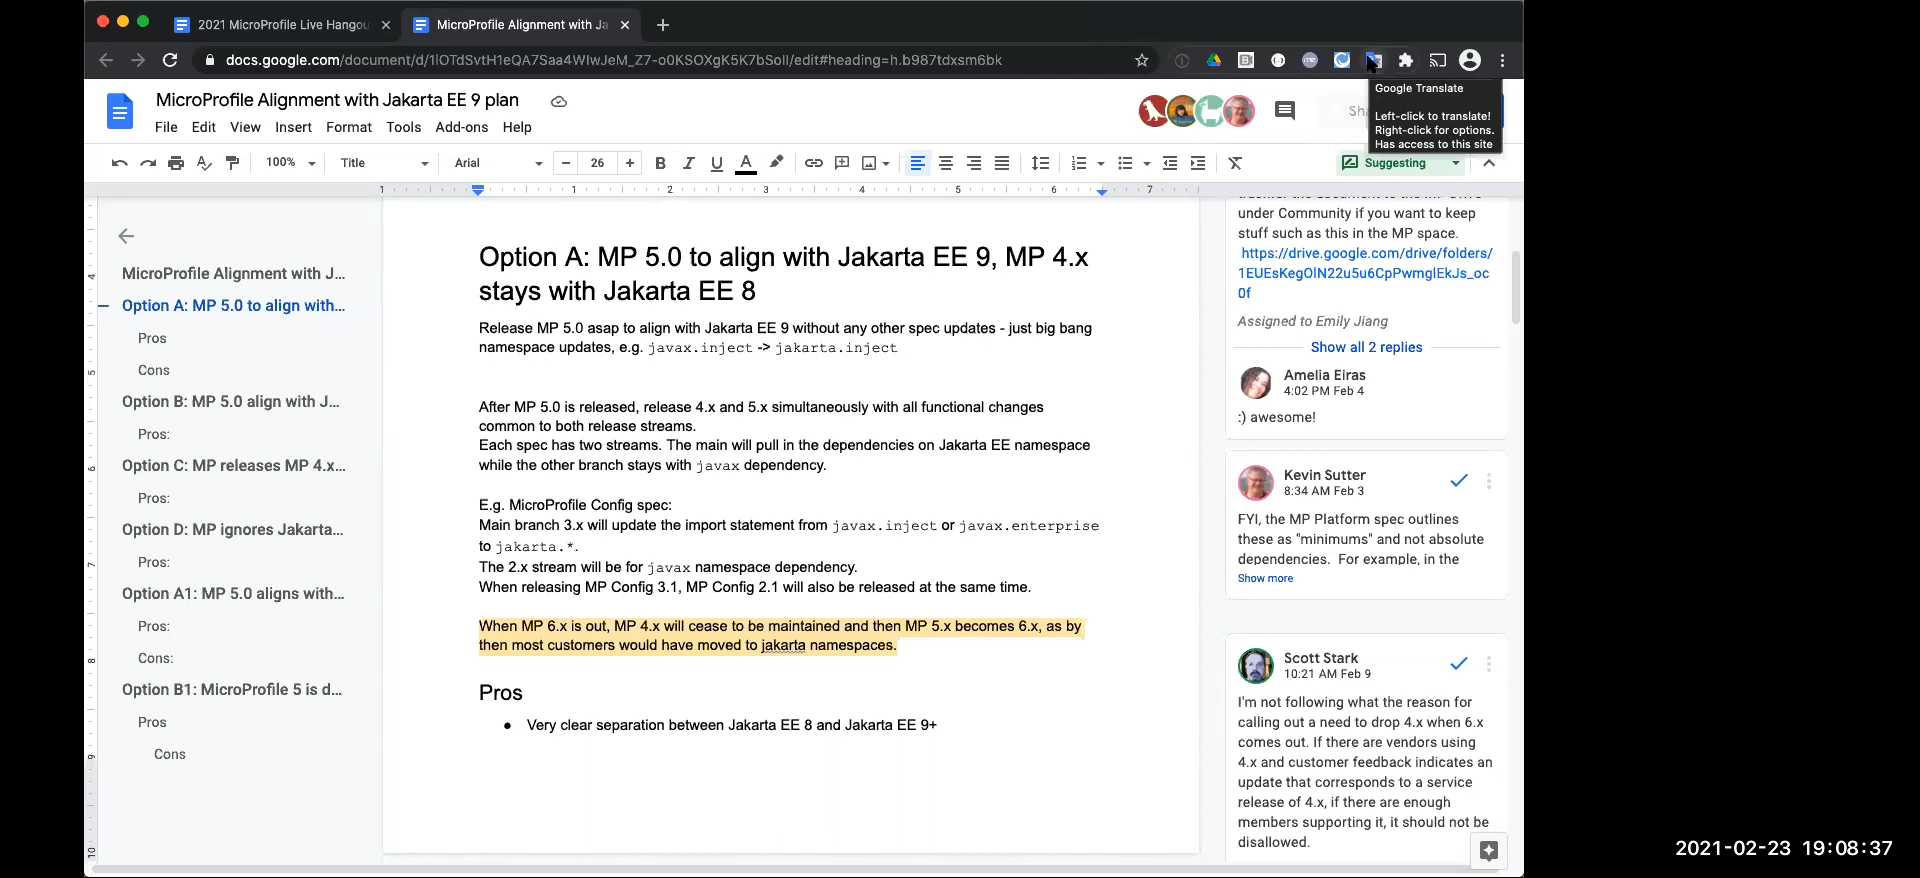 2021 MicroProfile Live Hangou
MicroProfile Alignment with Ja
docs.google.com/document/d/1lOTdSvtH1eQA7Saa4WIwJeM_Z7-o0KSOXgK5K7bSoII/edit#heading=h.b987tdxsm6bk
Google Translate
Left-click to translate!
Right-click for options.
Has access to this site
MicroProfile Alignment with Jakarta EE 9 plan
File Edit View Insert Format Tools Add-ons Help
100% Title Arial 26 B I U A
Suggesting
1 1 2 3 4 5 6 7
MicroProfile Alignment with J...
Option A: MP 5.0 to align with...
Pros
Cons
Option B: MP 5.0 align with J...
Pros:
Option C: MP releases MP 4.x...
Pros:
Option D: MP ignores Jakarta...
Pros:
Option A1: MP 5.0 aligns with...
Pros:
Cons:
Option B1: MicroProfile 5 is d...
Pros
Cons
4
5
6
7
8
9
10
Option A: MP 5.0 to align with Jakarta EE 9, MP 4.x
stays with Jakarta EE 8
Release MP 5.0 asap to align with Jakarta EE 9 without any other spec updates - just big bang
namespace updates, e.g. javax.inject -> jakarta.inject
After MP 5.0 is released, release 4.x and 5.x simultaneously with all functional changes
common to both release streams.
Each spec has two streams. The main will pull in the dependencies on Jakarta EE namespace
while the other branch stays with javax dependency.
E.g. MicroProfile Config spec:
Main branch 3.x will update the import statement from javax.inject or javax.enterprise
to jakarta.*.
The 2.x stream will be for javax namespace dependency.
When releasing MP Config 3.1, MP Config 2.1 will also be released at the same time.
When MP 6.x is out, MP 4.x will cease to be maintained and then MP 5.x becomes 6.x, as by
then most customers would have moved to jakarta namespaces.
Pros
● Very clear separation between Jakarta EE 8 and Jakarta EE 9+
under Community if you want to keep
stuff such as this in the MP space.
https://drive.google.com/drive/folders/
1EUEsKegOlN22u5u6CpPwmglEkJs_oc
0f
Assigned to Emily Jiang
Show all 2 replies
Amelia Eiras
4:02 PM Feb 4
:) awesome!
Kevin Sutter
8:34 AM Feb 3
FYI, the MP Platform spec outlines
these as "minimums" and not absolute
dependencies. For example, in the
Show more
Scott Stark
10:21 AM Feb 9
I'm not following what the reason for
calling out a need to drop 4.x when 6.x
comes out. If there are vendors using
4.x and customer feedback indicates an
update that corresponds to a service
release of 4.x, if there are enough
members supporting it, it should not be
disallowed.
2021-02-23 19:08:37